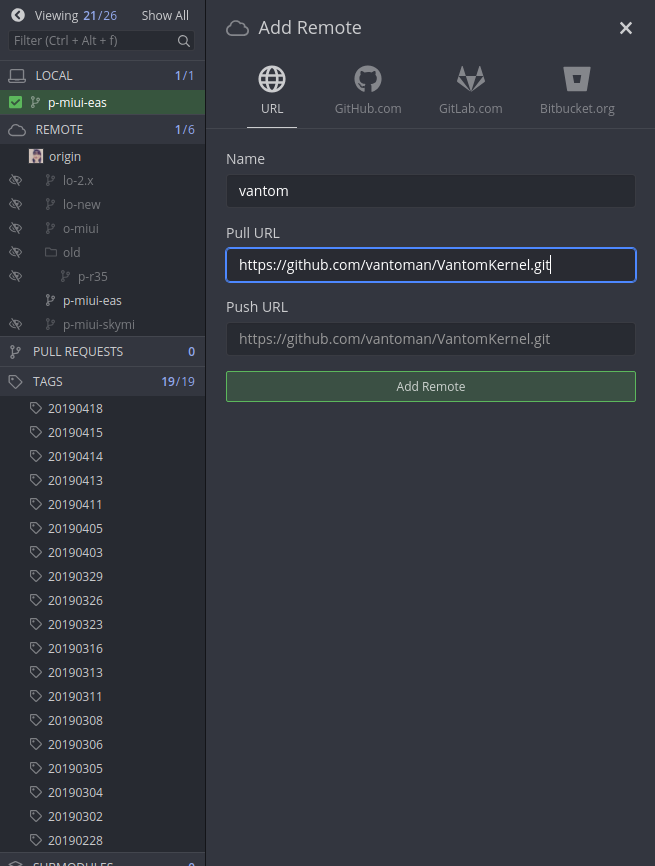 Viewing 21/26 Show All
Filter (Ctrl + Alt + f)
LOCAL 1/1
p-miui-eas
REMOTE 1/6
origin
lo-2.x
lo-new
o-miui
old
p-r35
p-miui-eas
p-miui-skymi
PULL REQUESTS 0
TAGS 19/19
20190418
20190415
20190414
20190413
20190411
20190405
20190403
20190329
20190326
20190323
20190316
20190313
20190311
20190308
20190306
20190305
20190304
20190302
20190228
SUBMODULES 0
Add Remote
URL GitHub.com GitLab.com Bitbucket.org
Name
vantom
Pull URL
https://github.com/vantoman/VantomKernel.git
Push URL
https://github.com/vantoman/VantomKernel.git
Add Remote